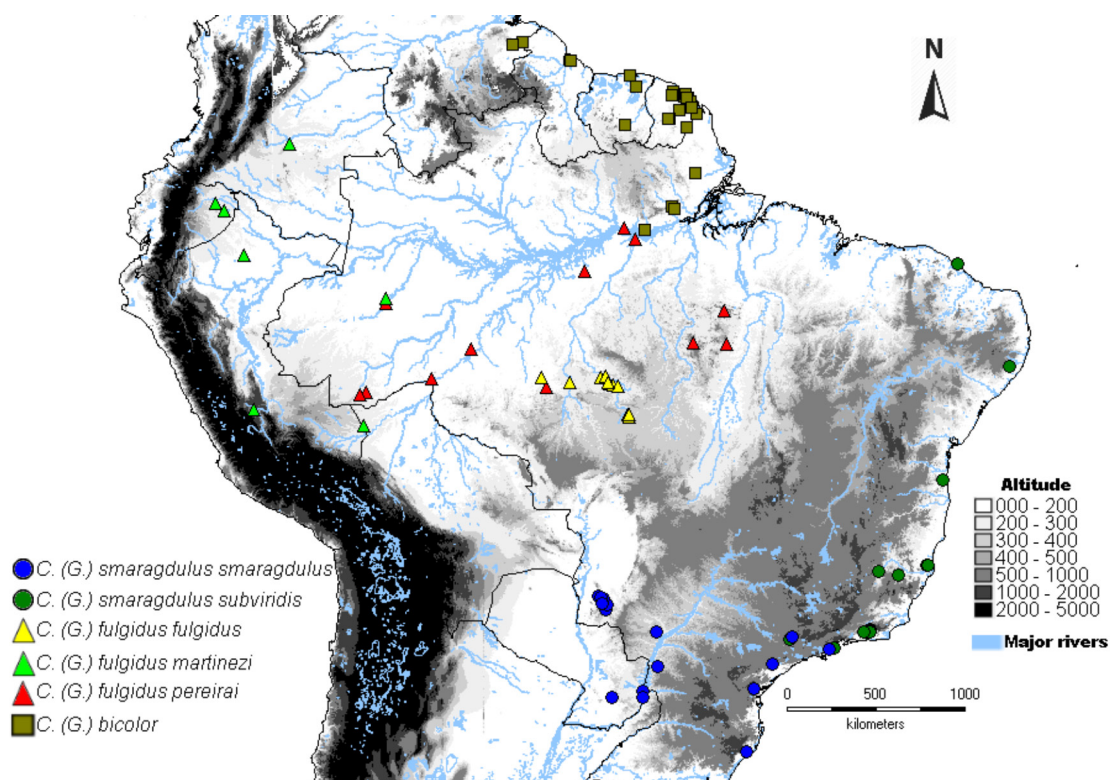 N
Altitude
000 - 200
200 - 300
300 - 400
400 - 500
500 - 1000
1000 - 2000
2000 - 5000
Major rivers
C. (G.) smaragdulus smaragdulus
C. (G.) smaragdulus subviridis
C. (G.) fulgidus fulgidus
C. (G.) fulgidus martinezi
C. (G.) fulgidus pereirai
C. (G.) bicolor
0 500 1000
kilometers